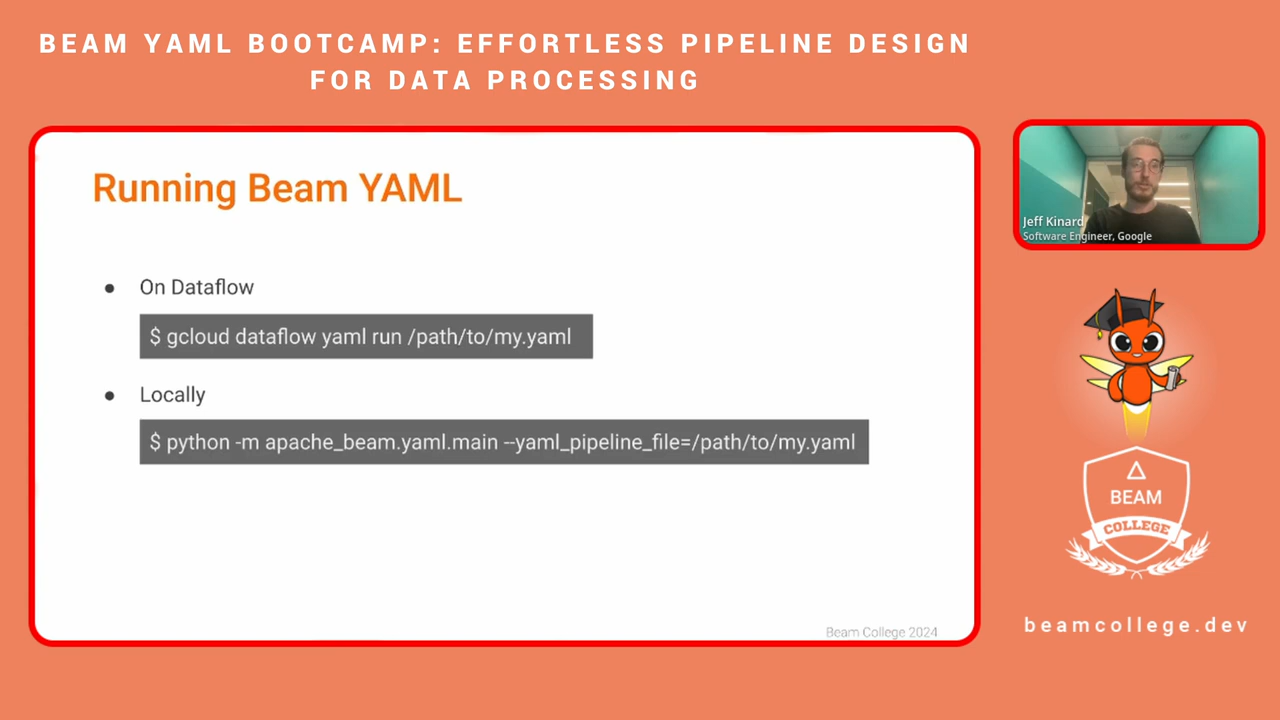 BEAM YAML BOOTCAMP: EFFORTLESS PIPELINE DESIGN
FOR DATA PROCESSING
Running Beam YAML
● On Dataflow
$ gcloud dataflow yaml run /path/to/my.yaml
● Locally
$ python -m apache_beam.yaml.main --yaml_pipeline_file=/path/to/my.yaml
Beam College 2024
Jeff Kinard
Software Engineer, Google
BEAM
COLLEGE
beamcollege.dev